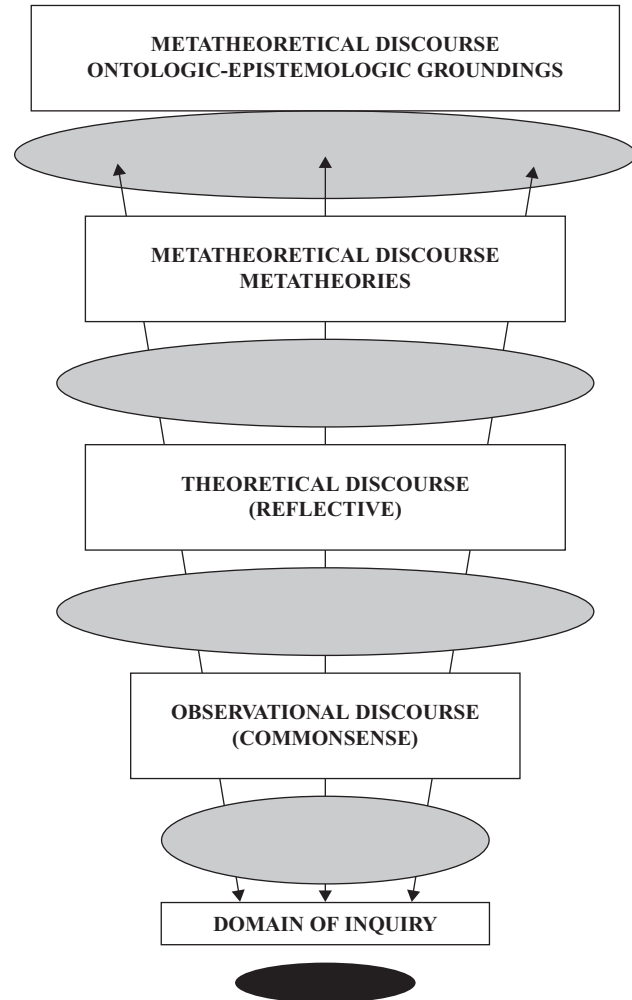 METATHEORETICAL DISCOURSE
ONTOLOGIC-EPISTEMOLOGIC GROUNDINGS
METATHEORETICAL DISCOURSE
METATHEORIES
THEORETICAL DISCOURSE
(REFLECTIVE)
OBSERVATIONAL DISCOURSE
(COMMONSENSE)
DOMAIN OF INQUIRY